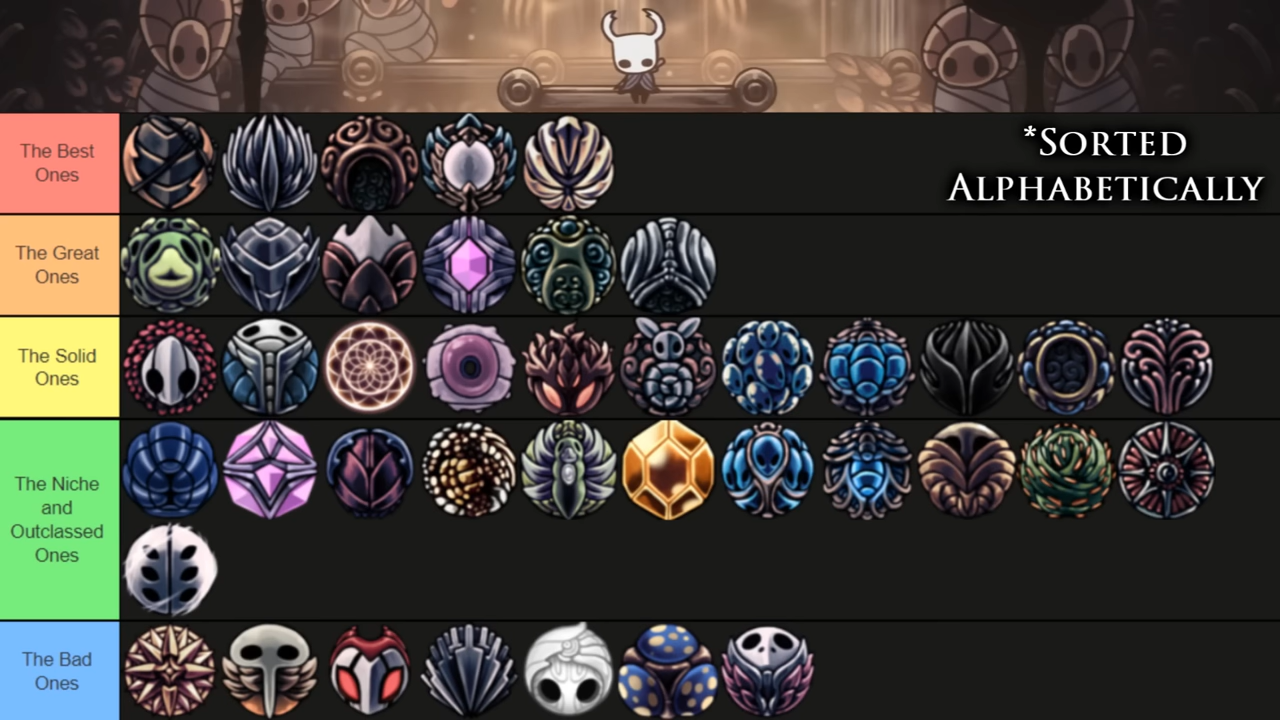 *Sorted
Alphabetically
The Best
Ones
The Great
Ones
The Solid
Ones
The Niche
and
Outclassed
Ones
The Bad
Ones